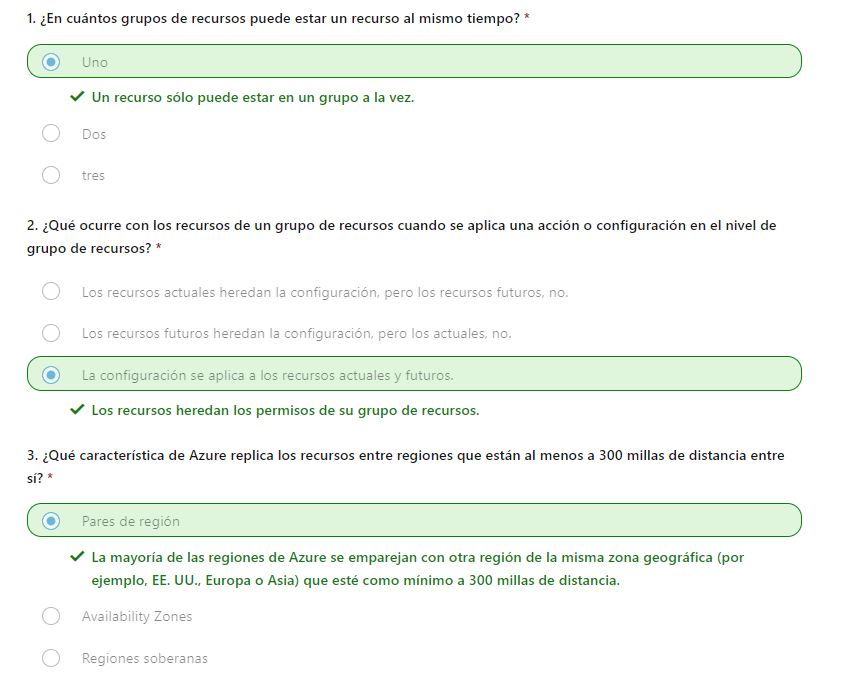 1. ¿En cuántos grupos de recursos puede estar un recurso al mismo tiempo? *
Uno
Un recurso sólo puede estar en un grupo a la vez.
Dos
tres
2. ¿Qué ocurre con los recursos de un grupo de recursos cuando se aplica una acción o configuración en el nivel de
grupo de recursos? *
Los recursos actuales heredan la configuración, pero los recursos futuros, no.
Los recursos futuros heredan la configuración, pero los actuales, no.
La configuración se aplica a los recursos actuales y futuros.
Los recursos heredan los permisos de su grupo de recursos.
3. ¿Qué característica de Azure replica los recursos entre regiones que están al menos a 300 millas de distancia entre
sí? *
Pares de región
La mayoría de las regiones de Azure se emparejan con otra región de la misma zona geográfica (por
ejemplo, EE. UU., Europa o Asia) que esté como mínimo a 300 millas de distancia.
Availability Zones
Regiones soberanas